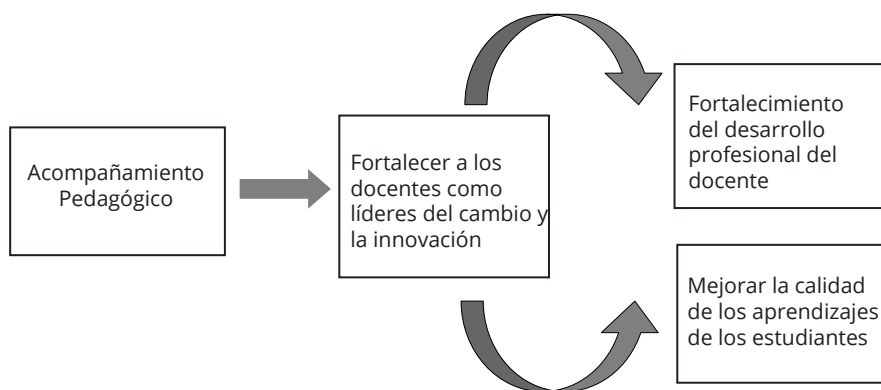 Acompañamiento
Pedagógico
Fortalecer a los
docentes como
líderes del cambio y
la innovación
Fortalecimiento
del desarrollo
profesional del
docente
Mejorar la calidad
de los aprendizajes
de los estudiantes